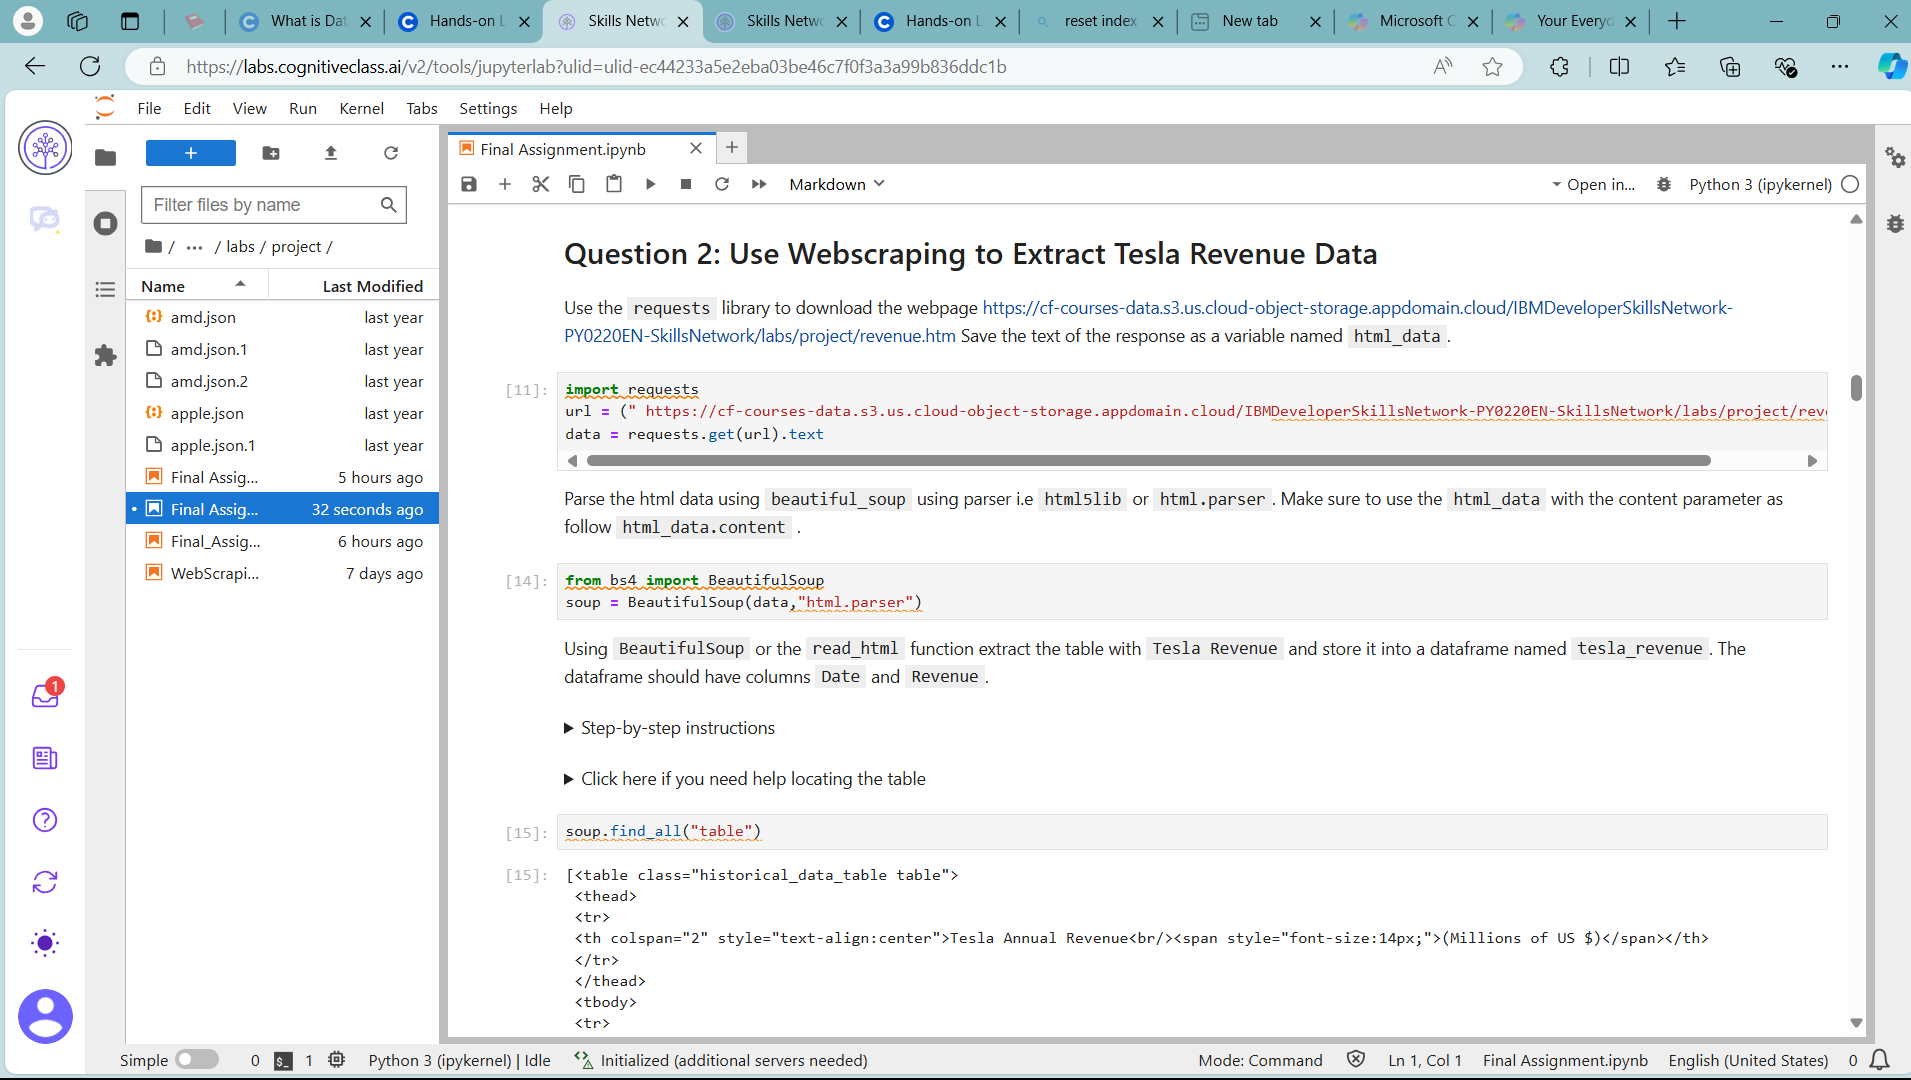 What is Dat
Hands-on L
Skills Netwo
Skills Netwo
Hands-on L
reset index
New tab
Microsoft C
Your Everyd
https://labs.cognitiveclass.ai/v2/tools/jupyterlab?ulid=ulid-ec44233a5e2eba03be46c7f0f3a3a99b836ddc1b
File Edit View Run Kernel Tabs Settings Help
Final Assignment.ipynb
Markdown
Open in...
Python 3 (ipykernel)
Filter files by name
/ ... / labs / project /
Name Last Modified
amd.json last year
amd.json.1 last year
amd.json.2 last year
apple.json last year
apple.json.1 last year
Final Assig... 5 hours ago
Final Assig... 32 seconds ago
Final_Assig... 6 hours ago
WebScrapi... 7 days ago
1
Question 2: Use Webscraping to Extract Tesla Revenue Data
Use the requests library to download the webpage https://cf-courses-data.s3.us.cloud-object-storage.appdomain.cloud/IBMDeveloperSkillsNetwork-
PY0220EN-SkillsNetwork/labs/project/revenue.htm Save the text of the response as a variable named html_data .
[11]: import requests
url = (" https://cf-courses-data.s3.us.cloud-object-storage.appdomain.cloud/IBMDeveloperSkillsNetwork-PY0220EN-SkillsNetwork/labs/project/reve
data = requests.get(url).text
Parse the html data using beautiful_soup using parser i.e html5lib or html.parser . Make sure to use the html_data with the content parameter as
follow html_data.content .
[14]: from bs4 import BeautifulSoup
soup = BeautifulSoup(data,"html.parser")
Using BeautifulSoup or the read_html function extract the table with Tesla Revenue and store it into a dataframe named tesla_revenue . The
dataframe should have columns Date and Revenue .
Step-by-step instructions
Click here if you need help locating the table
[15]: soup.find_all("table")
[15]: [<table class="historical_data_table table">
<thead>
<tr>
<th colspan="2" style="text-align:center">Tesla Annual Revenue<br/><span style="font-size:14px;">(Millions of US $)</span></th>
</tr>
</thead>
<tbody>
<tr>
Simple 0 $_ 1 Python 3 (ipykernel) | Idle Initialized (additional servers needed) Mode: Command Ln 1, Col 1 Final Assignment.ipynb English (United States) 0